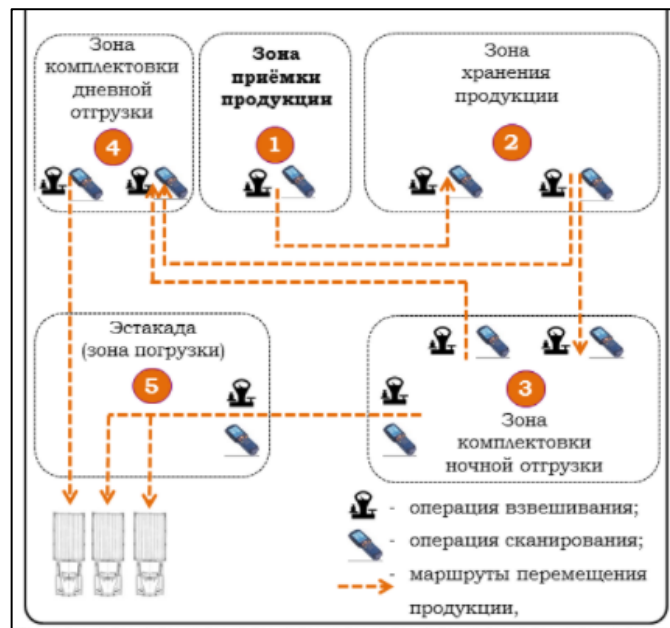 Зона
комплектовки
дневной
отгрузки
4
Зона
приёмки
продукции
1
Зона
хранения
продукции
2
Эстакада
(зона погрузки)
5
3
Зона
комплектовки
ночной отгрузки
- операция взвешивания;
- операция сканирования;
- маршруты перемещения
продукции,